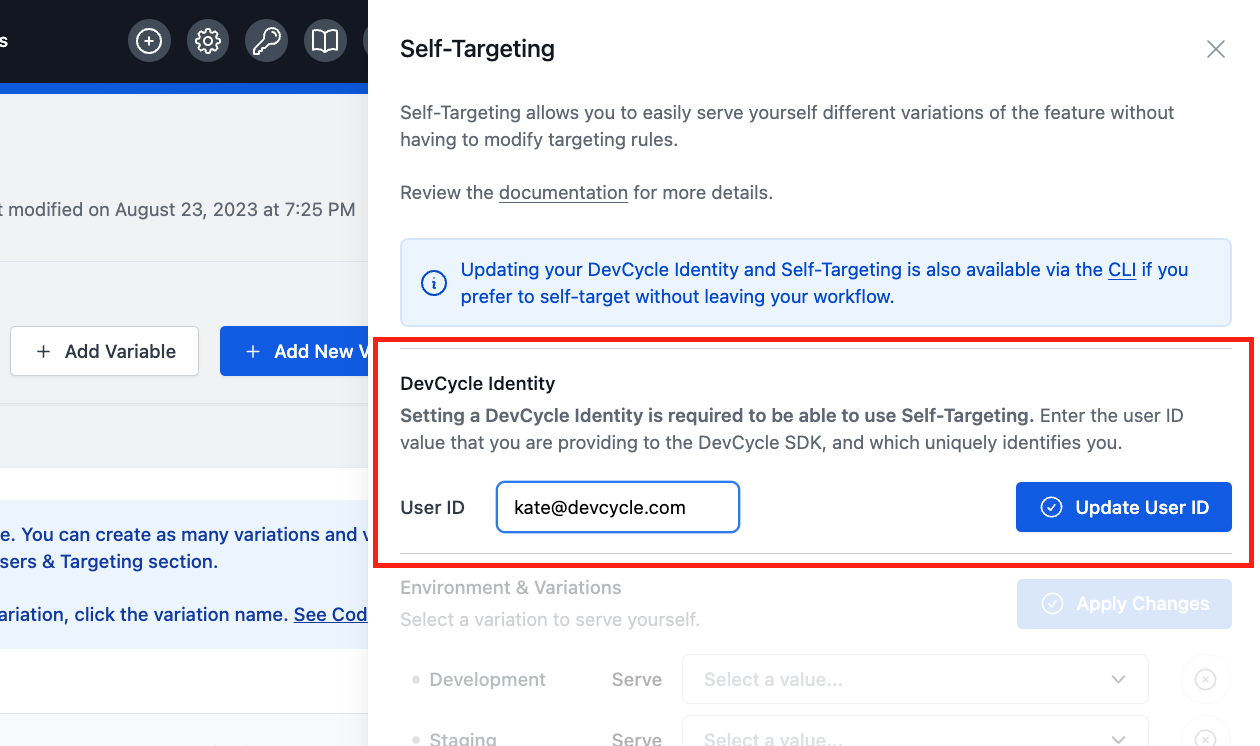 s
Self-Targeting
Self-Targeting allows you to easily serve yourself different variations of the feature without
having to modify targeting rules.
Review the documentation for more details.
Updating your DevCycle Identity and Self-Targeting is also available via the CLI if you
prefer to self-target without leaving your workflow.
t modified on August 23, 2023 at 7:25 PM
+ Add Variable
+ Add New V
e. You can create as many variations and v
sers & Targeting section.
ariation, click the variation name. See Cod
DevCycle Identity
Setting a DevCycle Identity is required to be able to use Self-Targeting. Enter the user ID
value that you are providing to the DevCycle SDK, and which uniquely identifies you.
User ID
kate@devcycle.com
Update User ID
Environment & Variations
Select a variation to serve yourself.
Apply Changes
Development
Serve
Select a value...
Staging
Serve
Select a value...